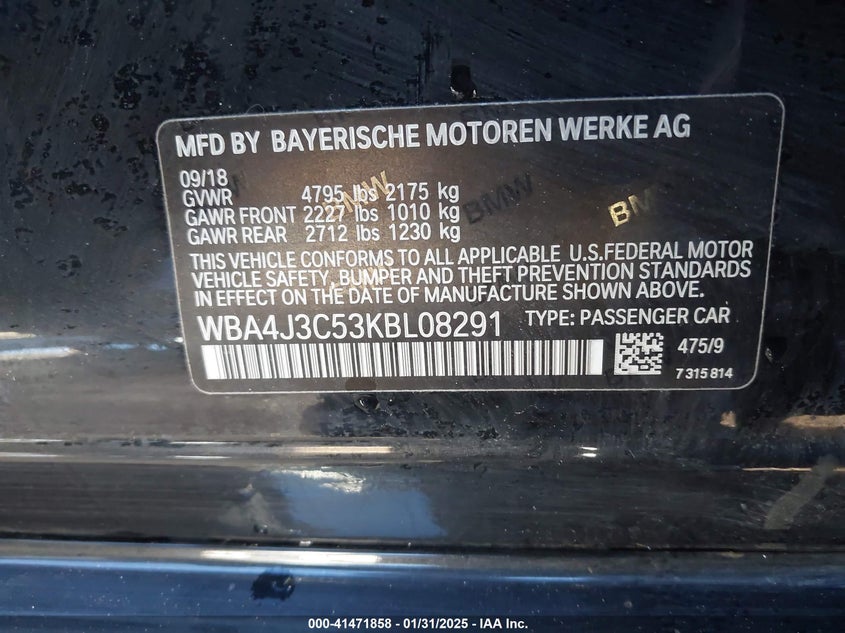 MFD BY BAYERISCHE MOTOREN WERKE AG
09/18
GVWR 4795 lbs 2175 kg
GAWR FRONT 2227 lbs 1010 kg
GAWR REAR 2712 lbs 1230 kg
BMW
BMW
BMW
THIS VEHICLE CONFORMS TO ALL APPLICABLE U.S.FEDERAL MOTOR
VEHICLE SAFETY, BUMPER AND THEFT PREVENTION STANDARDS
IN EFFECT ON THE DATE OF MANUFACTURE SHOWN ABOVE.
WBA4J3C53KBL08291 TYPE: PASSENGER CAR
475/9
7 315 814
000-41471858 - 01/31/2025 - IAA Inc.